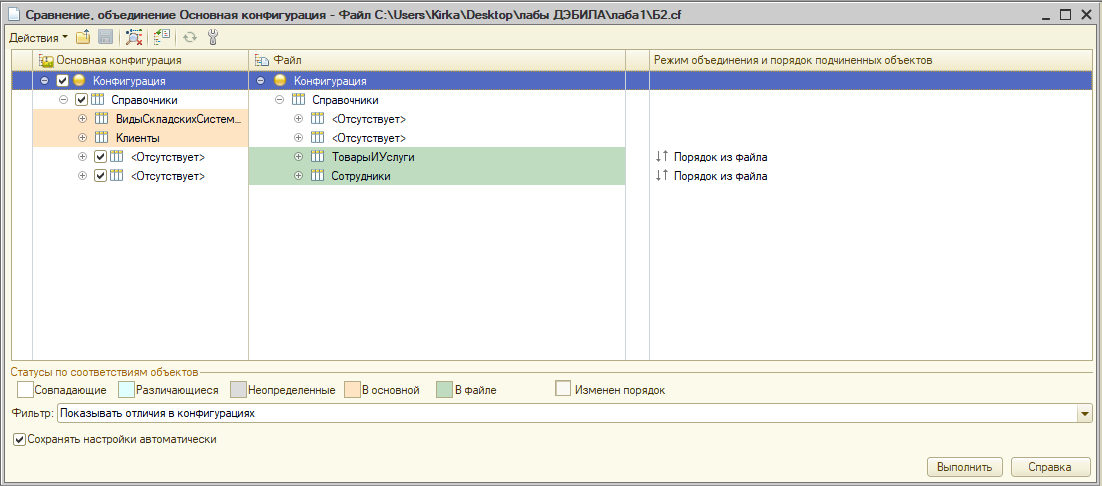 Сравнение, объединение Основная конфигурация - Файл C:\Users\Kirka\Desktop\лабы ДЭБИЛА\лаба1\Б2.cf
Действия
Основная конфигурация Файл Режим объединения и порядок подчиненных объектов
Конфигурация Конфигурация
Справочники Справочники
ВидыСкладскихСистем... <Отсутствует>
Клиенты <Отсутствует>
<Отсутствует> ТоварыИУслуги Порядок из файла
<Отсутствует> Сотрудники Порядок из файла
Статусы по соответствиям объектов
Совпадающие Различающиеся Неопределенные В основной В файле Изменен порядок
Фильтр: Показывать отличия в конфигурациях
Сохранять настройки автоматически
Выполнить Справка